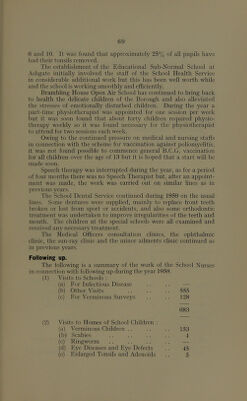 69
6 and 10. It was found that approximately 25% of all pupils have
had their tonsils removed.
The establishment of the Educational Sub-Normal School at
Ashgate initially involved the staff of the School Health Service
in considerable additional work but this has been well worth while
and the school is working smoothly and efficiently.
Brambling House Open Air School has continued to bring back
to health the delicate children of the Borough and also alleviated
the stresses of emotionally disturbed children. During the year a
part-time physiotherapist was appointed for one session per week
but it was soon found that about forty children required physio-
therapy weekly so it was found necessary for the physiotherapist
to attend for two sessions each week.
Owing to the continued pressure on medical and nursing staffs
in connection with the scheme for vaccination against poliomyelitis,
it was not found possible to commence general B.C.G. vaccination
for all children over the age of 13 but it is hoped that a start will be
made soon.
Speech therapy was interrupted during the year, as for a period
of four months there was no Speech Therapist but, after an appoint-
ment was made, the work was carried out on similar lines as in
previous years.
The School Dental Service continued during 1958 on the usual
lines. Some dentures were supplied, mainly to replace front teeth
broken or lost from sport or accidents, and also some orthodontic
treatment was undertaken to improve irregularities of the teeth and
mouth. The children at the special schools were all examined and
received any necessary treatment.
The Medical Officers consultation clinics, the ophthalmic
clinic, the sun-ray clinic and the minor ailments clinic continued as
in previous years.
Following up.
The following is a summary of the work of the School Nurses
in connection with following-up during the year 1958.
(1) Visits to Schools :
(a) For Infectious Disease .. .. —
(b) Other Visits .. .. .. 555
(c) For Verminous Surveys .. .. 128
683
(2) Visits to Homes of School Children :
(a) Verminous Children .. .. .. 153
(b) Scabies .. .. .. 4
(c) Ringworm .. .. .. —
(d) Eye Diseases and Eye Defects .. 45
(e) Enlarged Tonsils and Adenoids .. 5